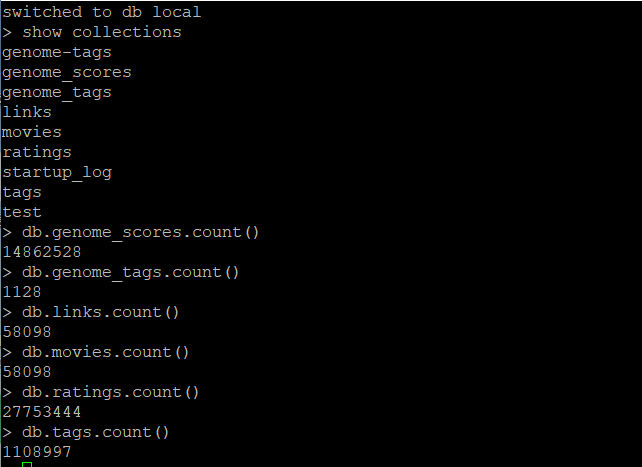 switched to db local
> show collections
genome-tags
genome_scores
genome_tags
links
movies
ratings
startup_log
tags
test
> db.genome_scores.count()
14862528
> db.genome_tags.count()
1128
> db.links.count()
58098
> db.movies.count()
58098
> db.ratings.count()
27753444
> db.tags.count()
1108997